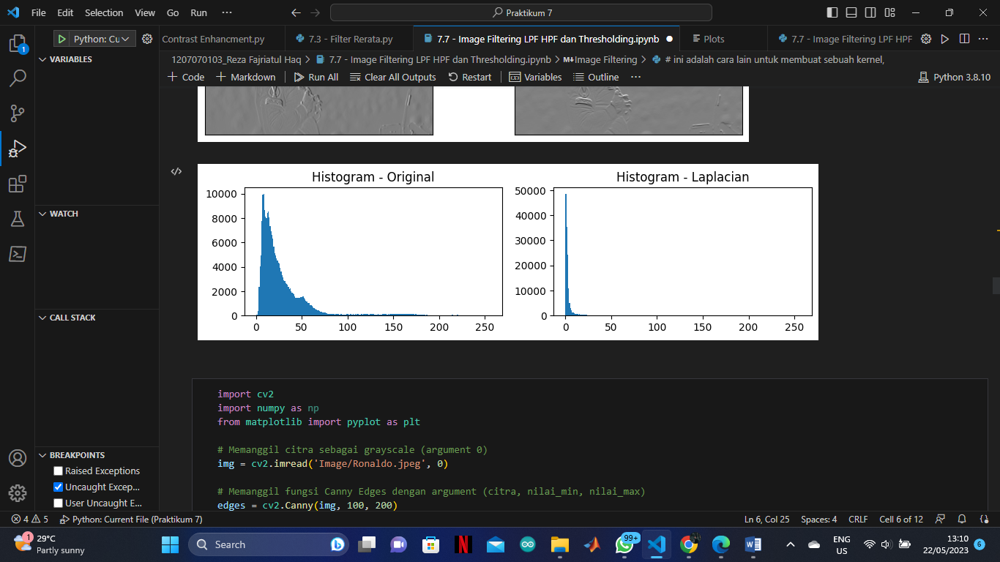 File Edit Selection View Go Run ··· Praktikum 7
Python: Cu Contrast Enhancment.py 7.3 - Filter Rerata.py 7.7 - Image Filtering LPF HPF dan Thresholding.ipynb Plots 7.7 - Image Filtering LPF HPF
VARIABLES 1207070103_Reza Fajriatul Haq > 7.7 - Image Filtering LPF HPF dan Thresholding.ipynb > M↓Image Filtering > # ini adalah cara lain untuk membuat sebuah kernel,
+ Code + Markdown Run All Clear All Outputs Restart Variables Outline ··· Python 3.8.10
1
Histogram - Original Histogram - Laplacian
10000
8000
6000
4000
2000
0
0 50 100 150 200 250
50000
40000
30000
20000
10000
0
0 50 100 150 200 250
WATCH
CALL STACK
import cv2
import numpy as np
from matplotlib import pyplot as plt
# Memanggil citra sebagai grayscale (argument 0)
img = cv2.imread('Image/Ronaldo.jpeg', 0)
# Memanggil fungsi Canny Edges dengan argument (citra, nilai_min, nilai_max)
edges = cv2.Canny(img, 100, 200)
BREAKPOINTS
Raised Exceptions
Uncaught Excep...
User Uncaught E...
4 5 Python: Current File (Praktikum 7) Ln 6, Col 25 Spaces: 4 CRLF Cell 6 of 12
1 29°C
Partly sunny
Search
99+
ENG
US
13:10
22/05/2023
6